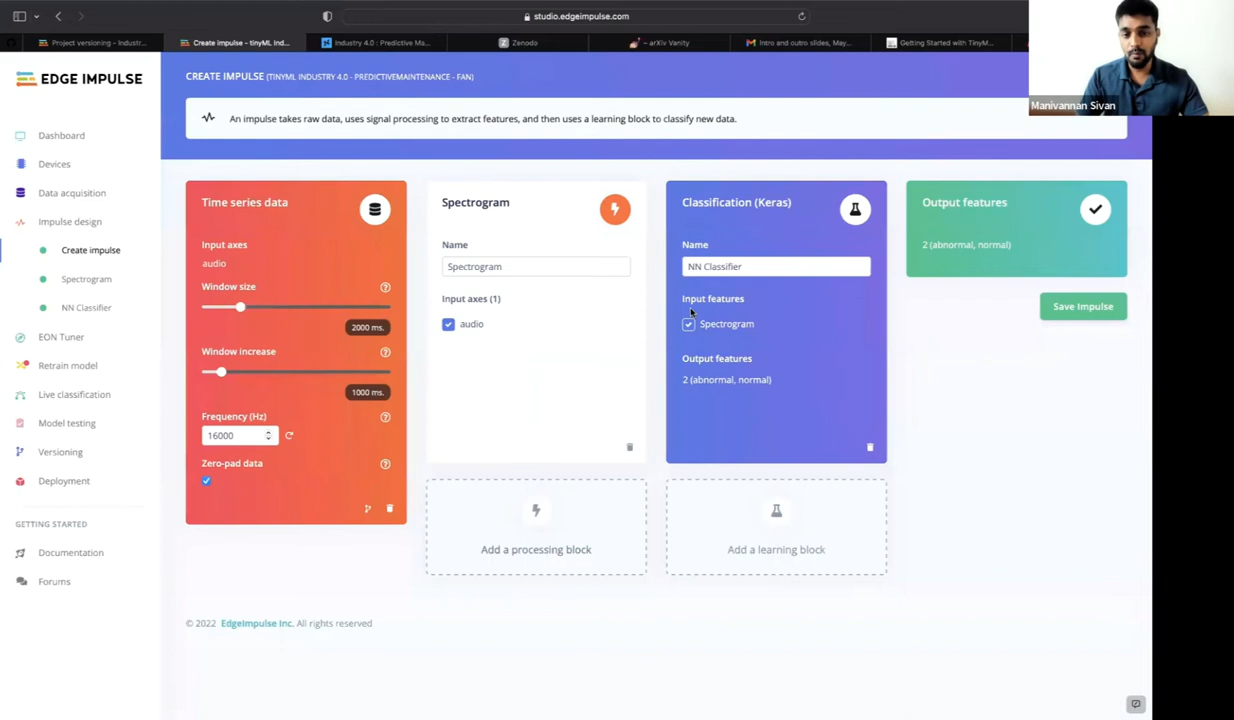 studio.edgeimpulse.com
Project versioning - Industr...
Create impulse - tinyML Ind...
Industry 4.0 : Predictive Ma...
Zenodo
– arXiv Vanity
Intro and outro slides, May...
Getting Started with TinyM...
Manivannan Sivan
EDGE IMPULSE
Dashboard
Devices
Data acquisition
Impulse design
Create impulse
Spectrogram
NN Classifier
EON Tuner
Retrain model
Live classification
Model testing
Versioning
Deployment
GETTING STARTED
Documentation
Forums
CREATE IMPULSE (TINYML INDUSTRY 4.0 - PREDICTIVEMAINTENANCE - FAN)
An impulse takes raw data, uses signal processing to extract features, and then uses a learning block to classify new data.
Time series data
Input axes
audio
Window size
?
2000 ms.
Window increase
?
1000 ms.
Frequency (Hz)
?
16000
Zero-pad data
?
Spectrogram
Name
Spectrogram
Input axes (1)
audio
Add a processing block
Classification (Keras)
Name
NN Classifier
Input features
Spectrogram
Output features
2 (abnormal, normal)
Add a learning block
Output features
2 (abnormal, normal)
Save Impulse
© 2022 EdgeImpulse Inc. All rights reserved